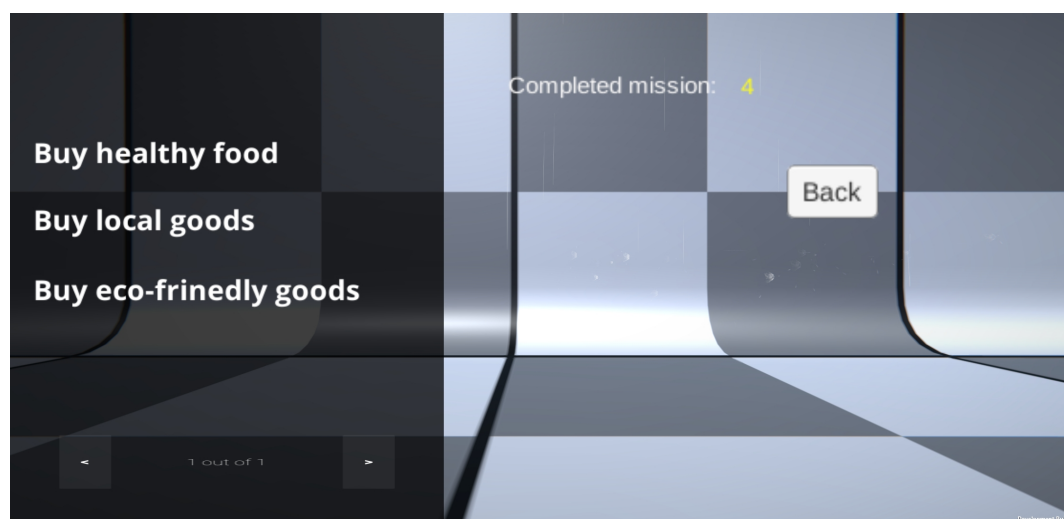 Completed mission: 4
Buy healthy food
Back
Buy local goods
Buy eco-frinedly goods
< 1 out of 1 >